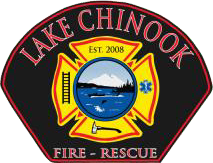 LAKE CHINOOK
EST. 2008
FIRE - RESCUE